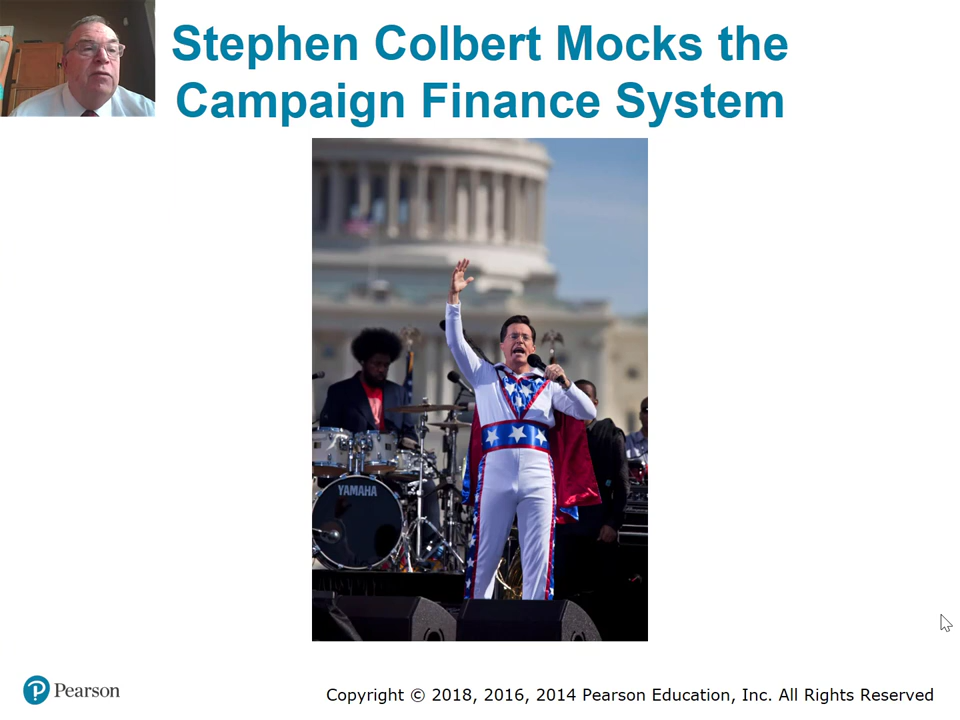 Stephen Colbert Mocks the
Campaign Finance System
YAMAHA
Pearson
Copyright © 2018, 2016, 2014 Pearson Education, Inc. All Rights Reserved